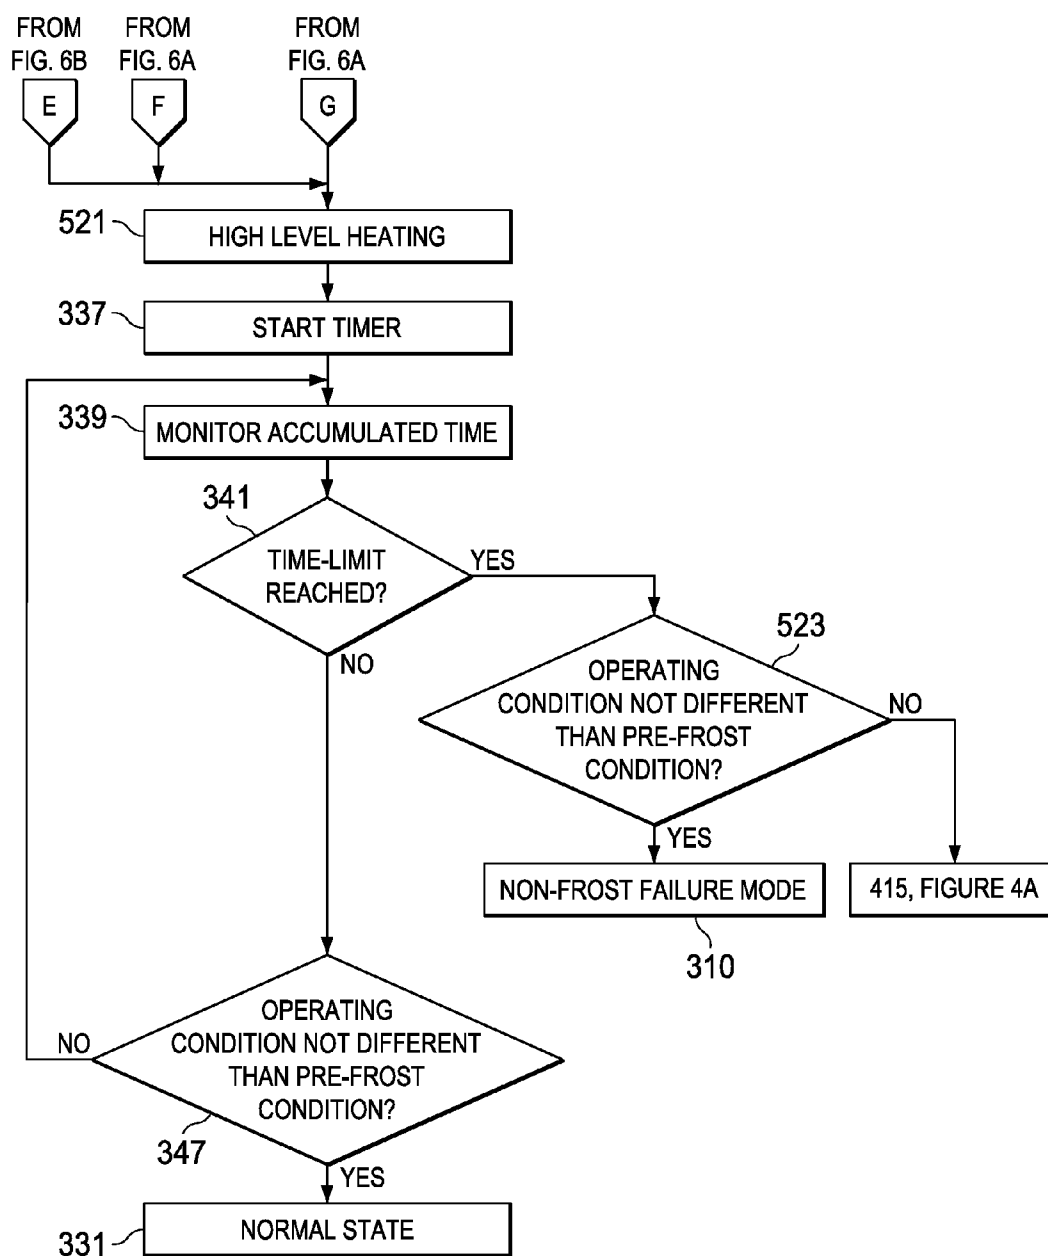 FROM
FIG. 6B
FROM
FIG. 6A
FROM
FIG. 6A
E
F
G
521
HIGH LEVEL HEATING
337
START TIMER
339
MONITOR ACCUMULATED TIME
341
TIME-LIMIT
REACHED?
YES
NO
523
OPERATING
CONDITION NOT DIFFERENT
THAN PRE-FROST
CONDITION?
NO
YES
NON-FROST FAILURE MODE
415, FIGURE 4A
310
OPERATING
CONDITION NOT DIFFERENT
THAN PRE-FROST
CONDITION?
NO
347
YES
331
NORMAL STATE